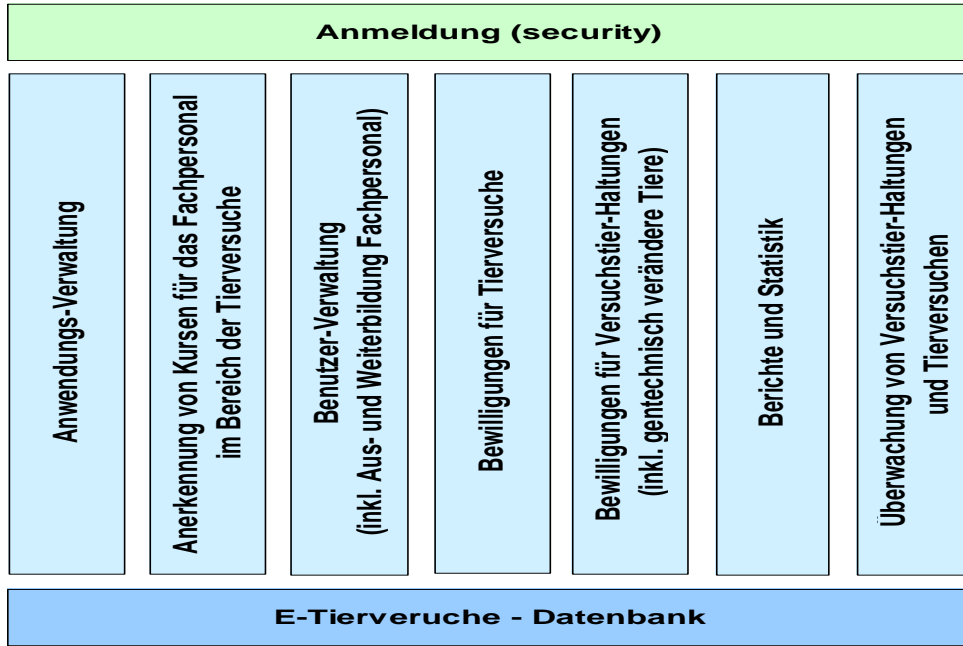 Anmeldung (security)
Anwendungs-Verwaltung
Anerkennung von Kursen für das Fachpersonal
im Bereich der Tierversuche
Benutzer-Verwaltung
(inkl. Aus- und Weiterbildung Fachpersonal)
Bewilligungen für Tierversuche
Bewilligungen für Versuchstier-Haltungen
(inkl. gentechnisch verändere Tiere)
Berichte und Statistik
Überwachung von Versuchstier-Haltungen
und Tierversuchen
E-Tierveruche - Datenbank